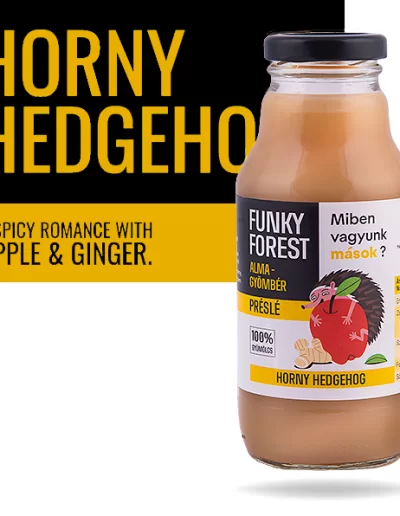 HORNY
HEDGEHO
SPICY ROMANCE WITH
PPLE & GINGER.
FUNKY
FOREST
ALMA-
GYÖMBÉR
PRÉSLÉ
100%
GYÜMÖLCS
HORNY HEDGEHOG
Miben
vagyunk
mások?